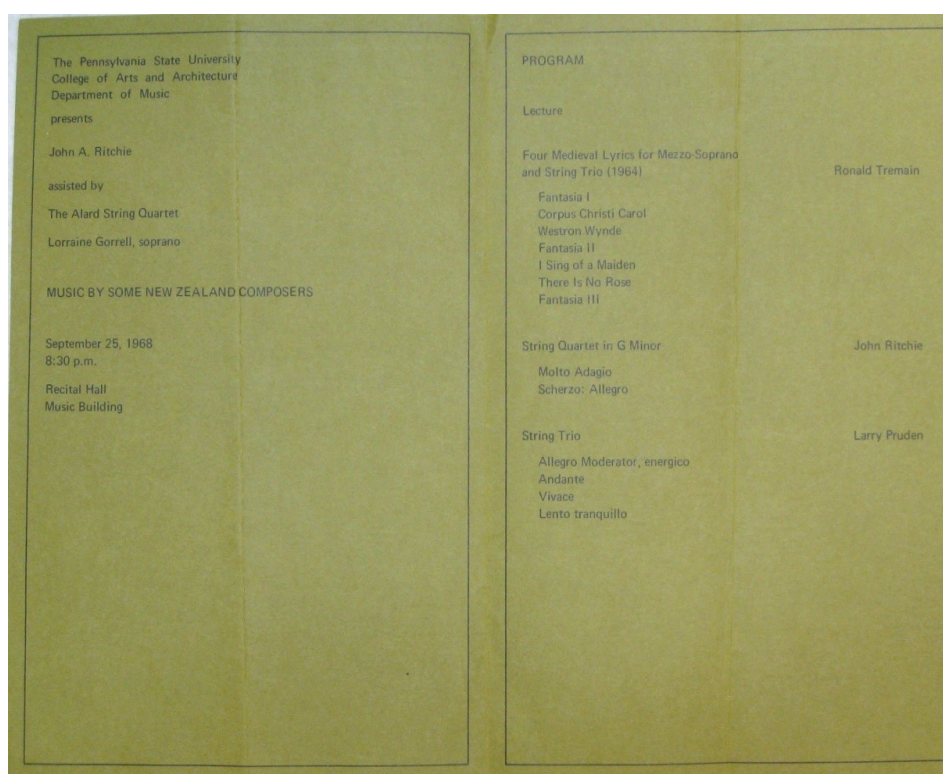 The Pennsylvania State University
College of Arts and Architecture
Department of Music
presents
John A. Ritchie
assisted by
The Alard String Quartet
Lorraine Gorrell, soprano
MUSIC BY SOME NEW ZEALAND COMPOSERS
September 25, 1968
8:30 p.m.
Recital Hall
Music Building
PROGRAM
Lecture
Four Medieval Lyrics for Mezzo-Soprano
and String Trio (1964) Ronald Tremain
Fantasia I
Corpus Christi Carol
Westron Wynde
Fantasia II
I Sing of a Maiden
There Is No Rose
Fantasia III
String Quartet in G Minor John Ritchie
Molto Adagio
Scherzo: Allegro
String Trio Larry Pruden
Allegro Moderator, energico
Andante
Vivace
Lento tranquillo